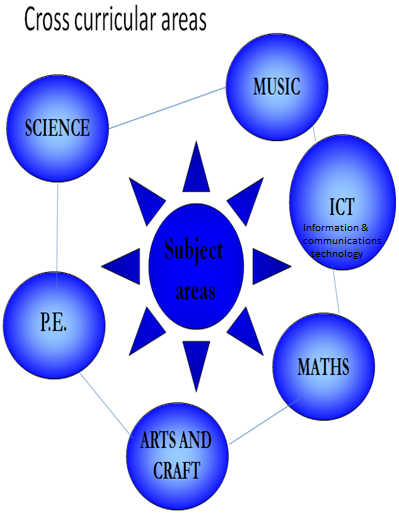 Cross curricular areas
MUSIC
SCIENCE
ICT
Information &
communications
technology
Subject
areas
P.E.
MATHS
ARTS AND
CRAFT